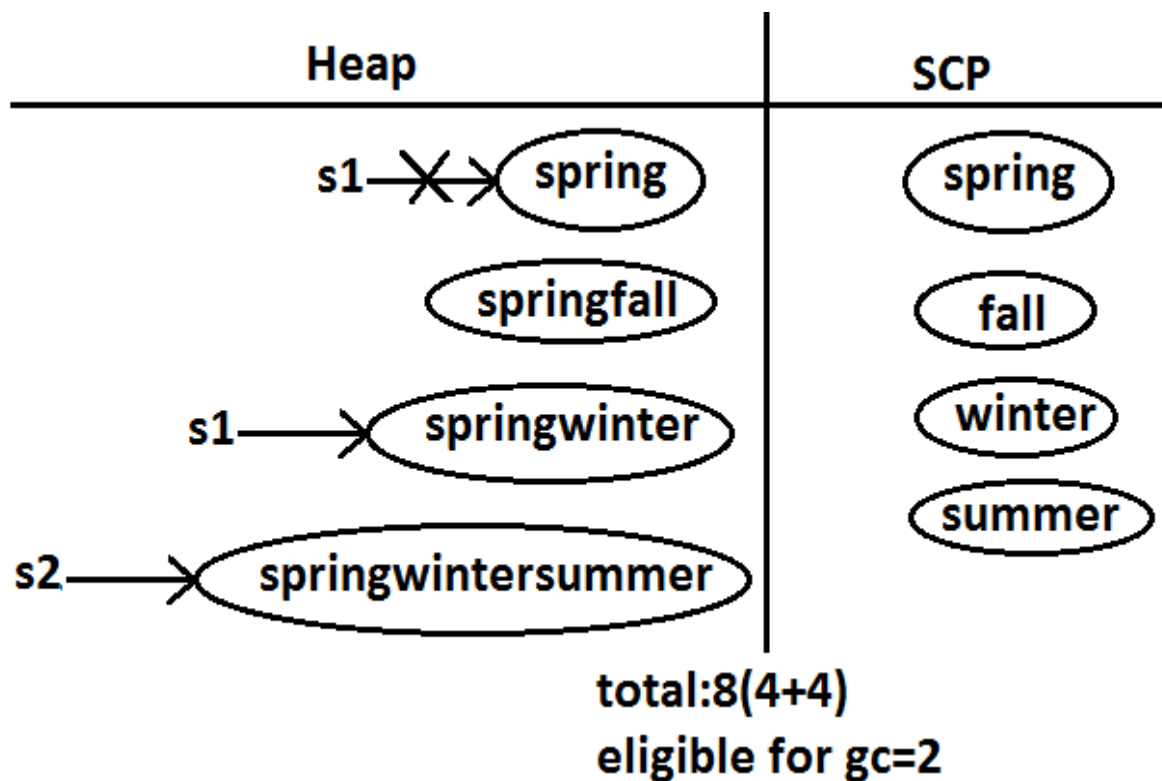 Heap SCP
s1 spring spring
springfall fall
s1 springwinter winter
summer
s2 springwintersummer
total:8(4+4)
eligible for gc=2